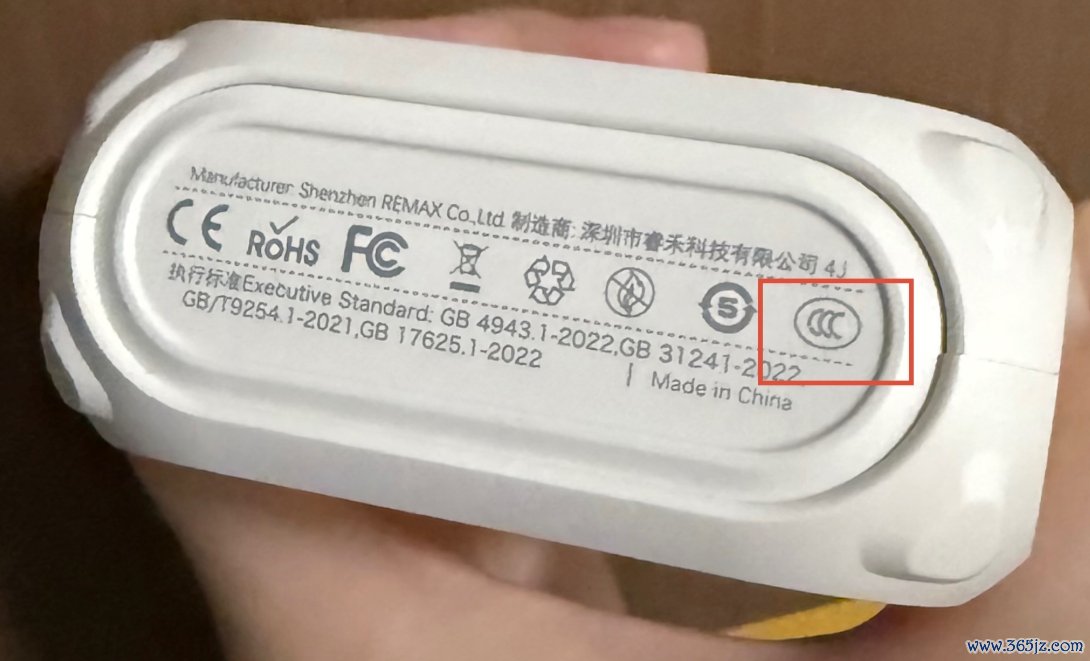 Manufacturer Shenzhen REMAX Co.,Ltd 制造商: 深圳市睿禾科技有限公司 4J
CE RoHS FC S CCC
执行标准Executive Standard: GB 4943.1-2022,GB 31241-2022,
GB/T9254.1-2021,GB 17625.1-2022
| Made in China
www.365jz.com